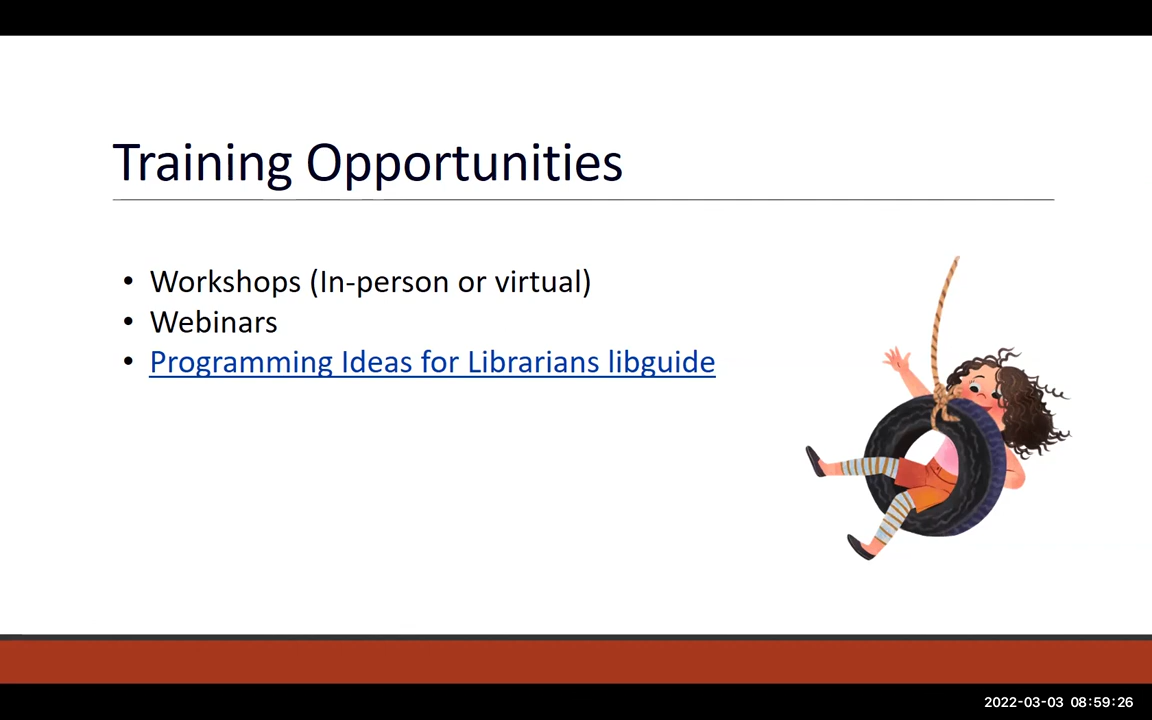 Training Opportunities
• Workshops (In-person or virtual)
• Webinars
• Programming Ideas for Librarians libguide
2022-03-03 08:59:26